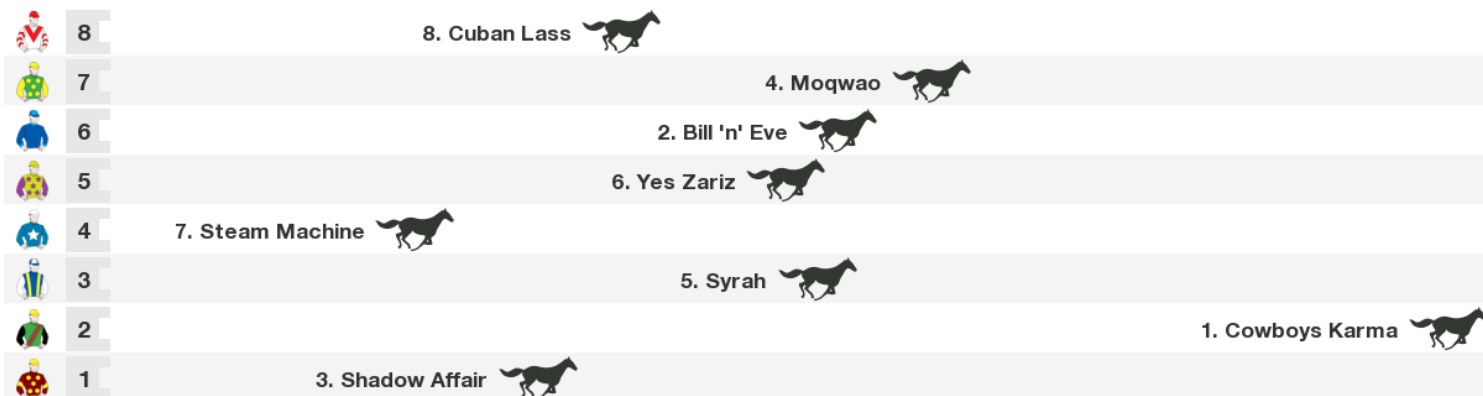 8 8. Cuban Lass
7 4. Moqwao
6 2. Bill 'n' Eve
5 6. Yes Zariz
4 7. Steam Machine
3 5. Syrah
2 1. Cowboys Karma
1 3. Shadow Affair